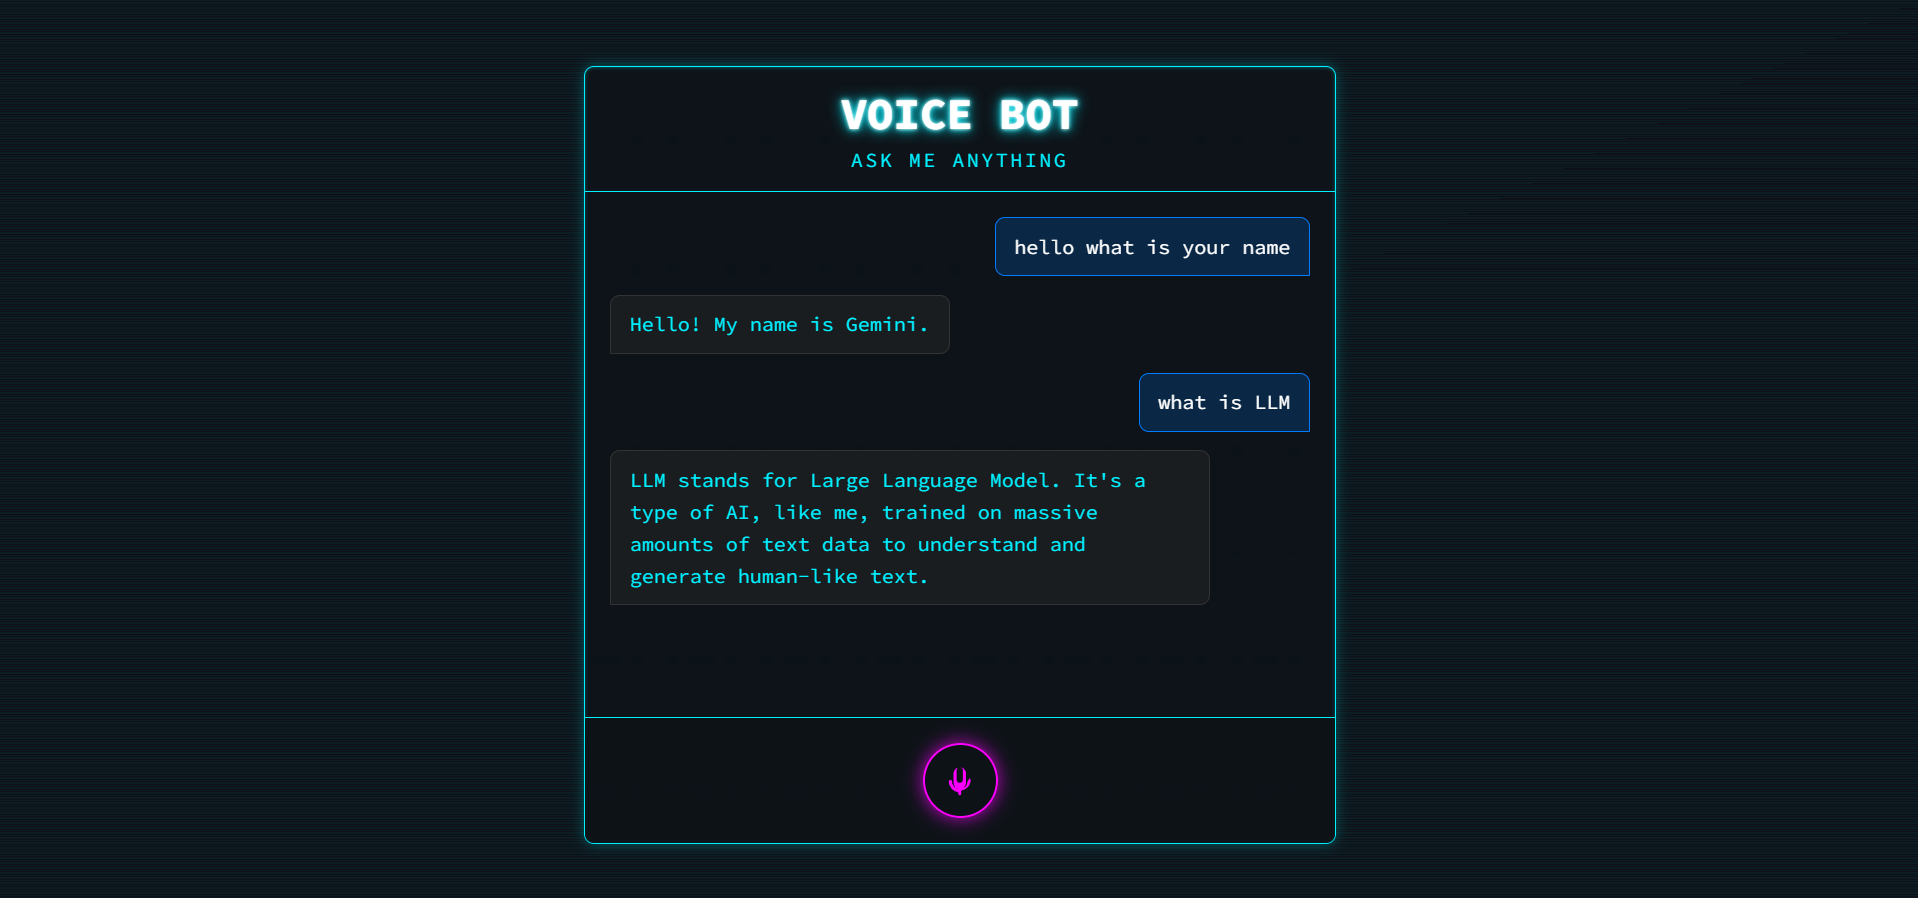 VOICE BOT
ASK ME ANYTHING
hello what is your name
Hello! My name is Gemini.
what is LLM
LLM stands for Large Language Model. It's a
type of AI, like me, trained on massive
amounts of text data to understand and
generate human-like text.